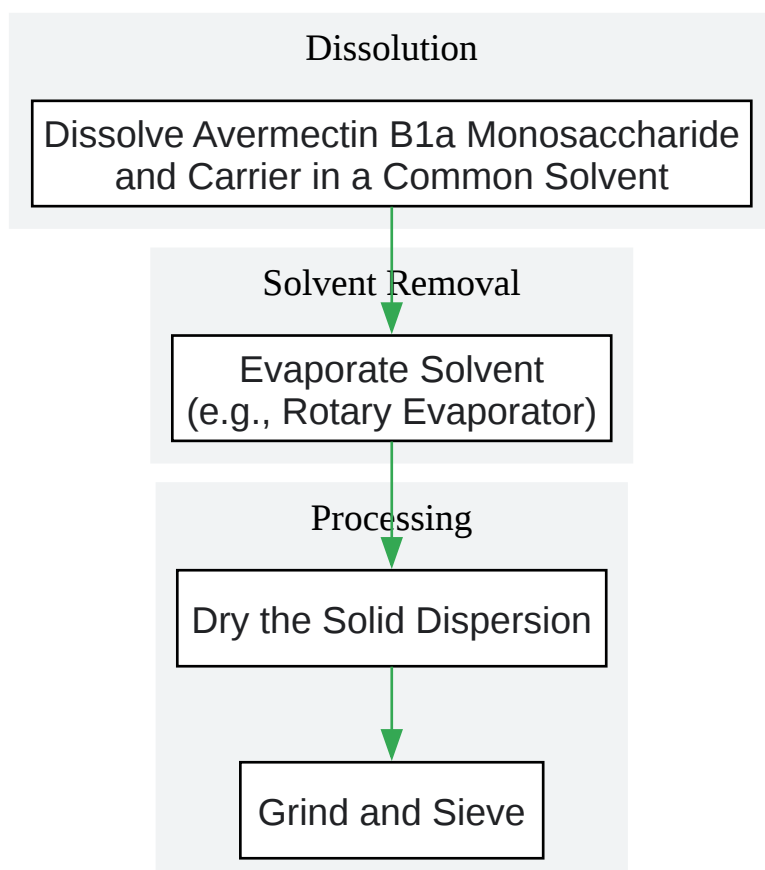 Dissolution
Dissolve Avermectin B1a Monosaccharide
and Carrier in a Common Solvent
Solvent Removal
Evaporate Solvent
(e.g., Rotary Evaporator)
Processing
Dry the Solid Dispersion
Grind and Sieve